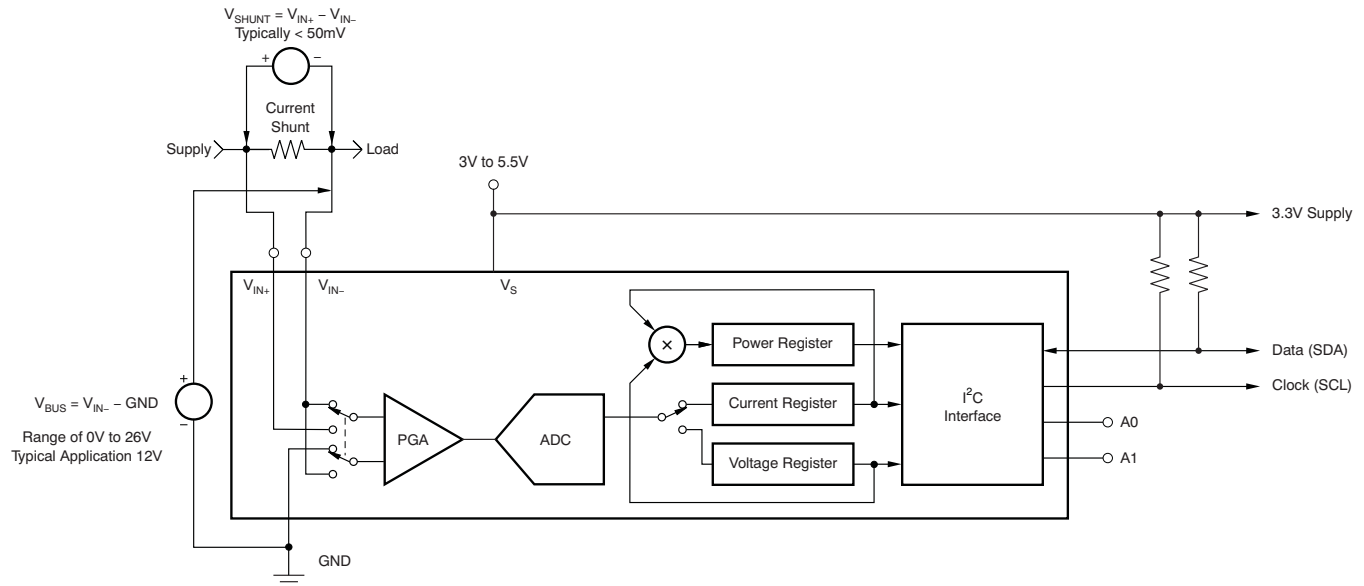 V_SHUNT = V_IN+ – V_IN–
Typically < 50mV
+
–
Current
Shunt
Supply
Load
3V to 5.5V
3.3V Supply
V_IN+
V_IN–
V_S
×
Power Register
Data (SDA)
Clock (SCL)
+
V_BUS = V_IN– – GND
–
Range of 0V to 26V
Typical Application 12V
PGA
ADC
Current Register
Voltage Register
I²C
Interface
A0
A1
GND